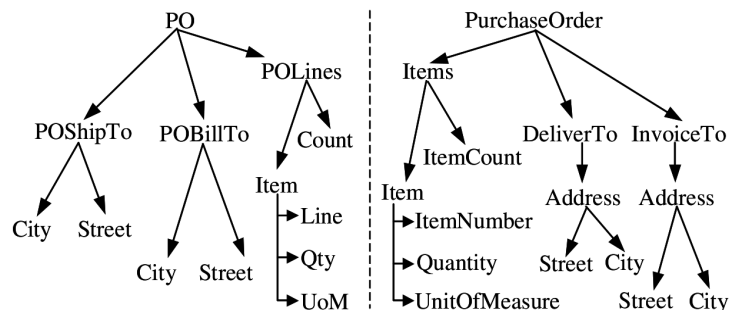 PO
PurchaseOrder
POLines
Items
POShipTo
POBillTo
Count
DeliverTo
InvoiceTo
ItemCount
Item
Item
Address
Address
City
Street
Line
ItemNumber
City
Street
Qty
Quantity
Street
City
UoM
UnitOfMeasure
Street
City